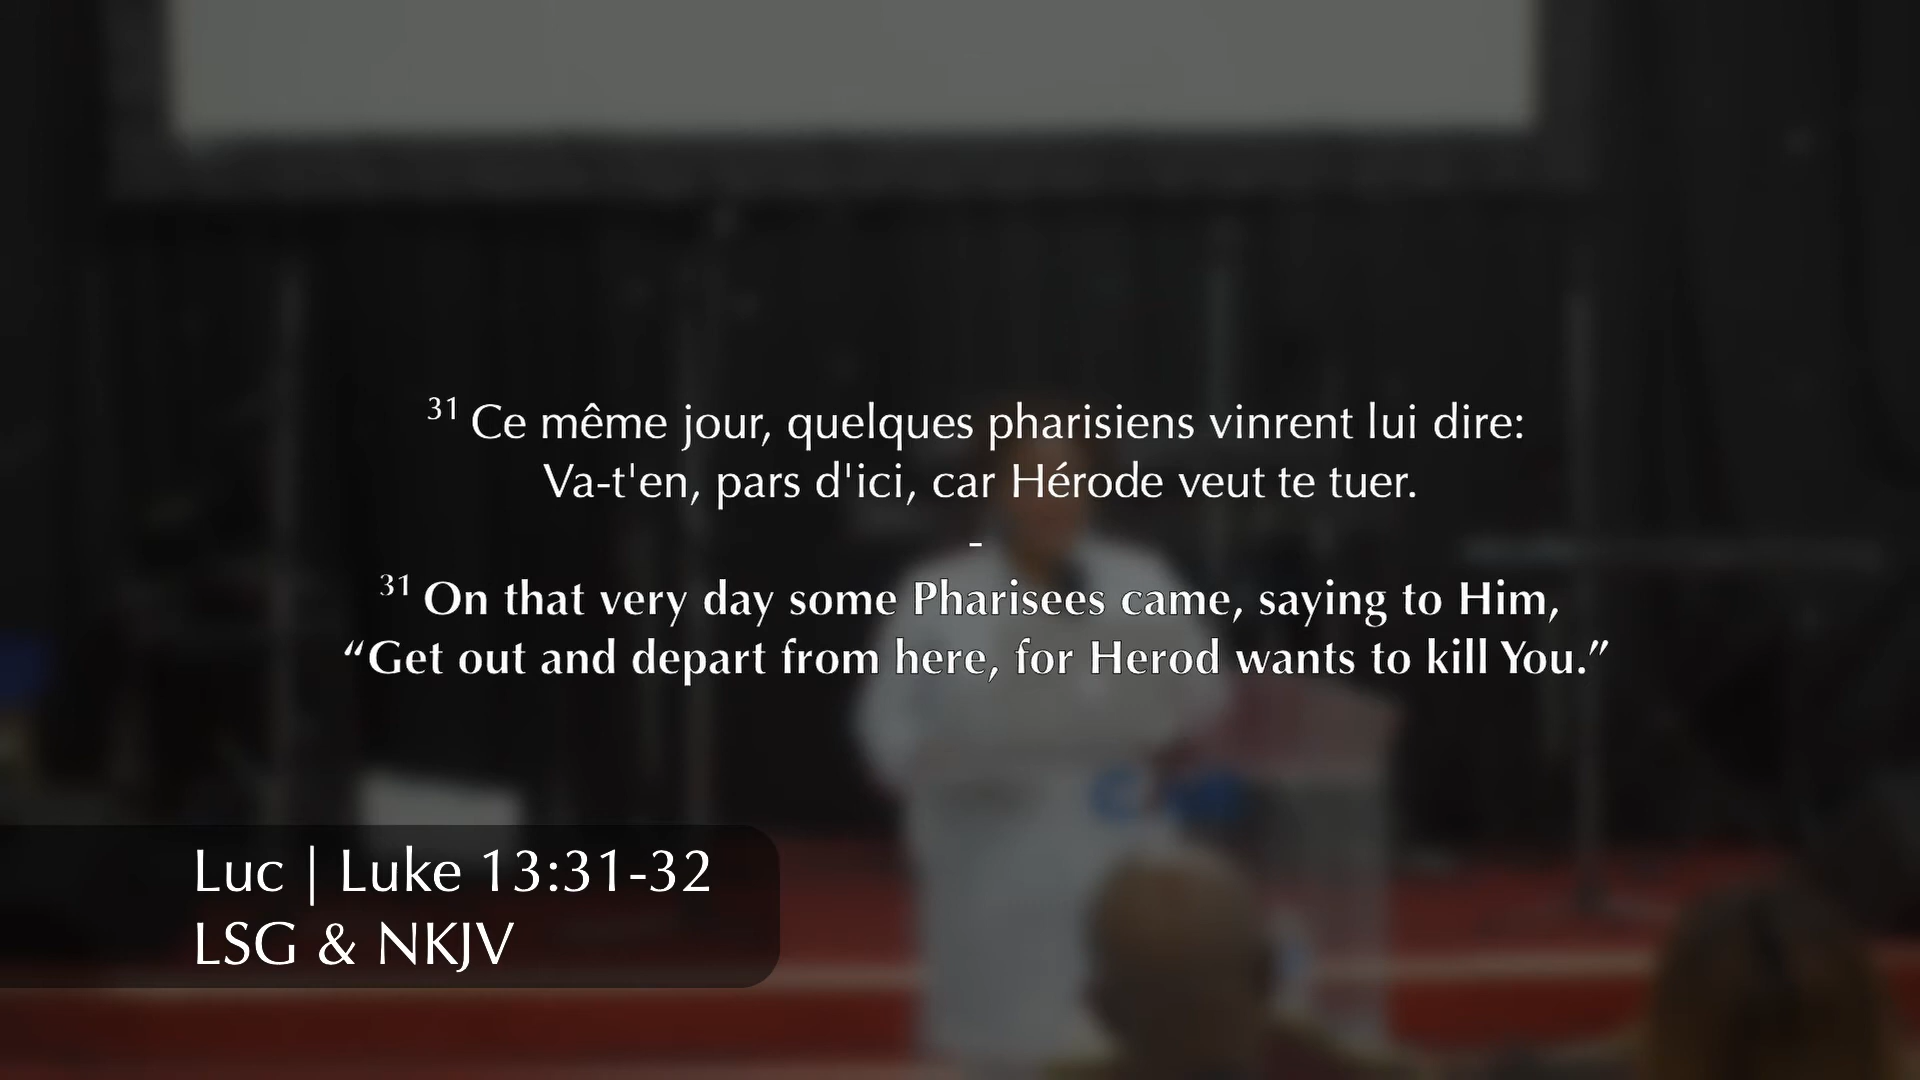 31 Ce même jour, quelques pharisiens vinrent lui dire:
Va-t'en, pars d'ici, car Hérode veut te tuer.
-
31 On that very day some Pharisees came, saying to Him,
“Get out and depart from here, for Herod wants to kill You.”
Luc | Luke 13:31-32
LSG & NKJV